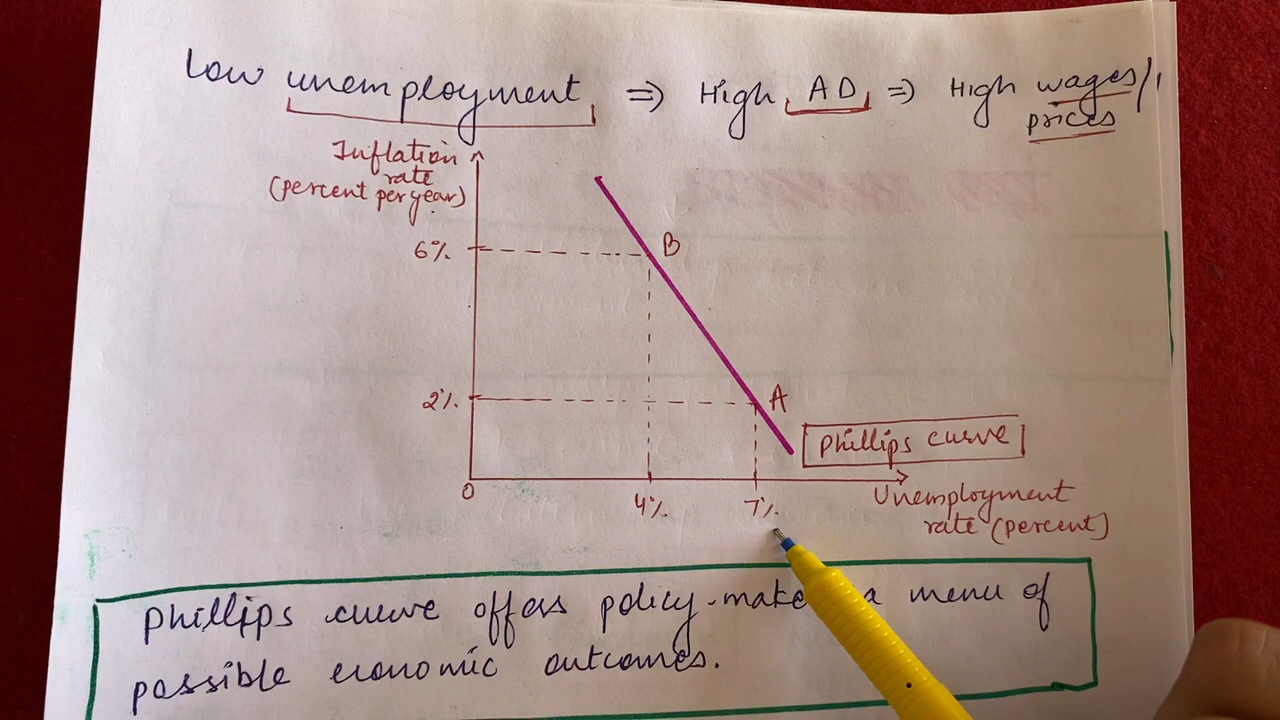 Low unemployment ⇒ High AD ⇒ High wages/
prices
Inflation
rate
(percent per year)
6%
B
2%
A
Phillips curve
0
4%
7%
Unemployment
rate (percent)
Phillips curve offers policy-make a menu of
possible economic outcomes.